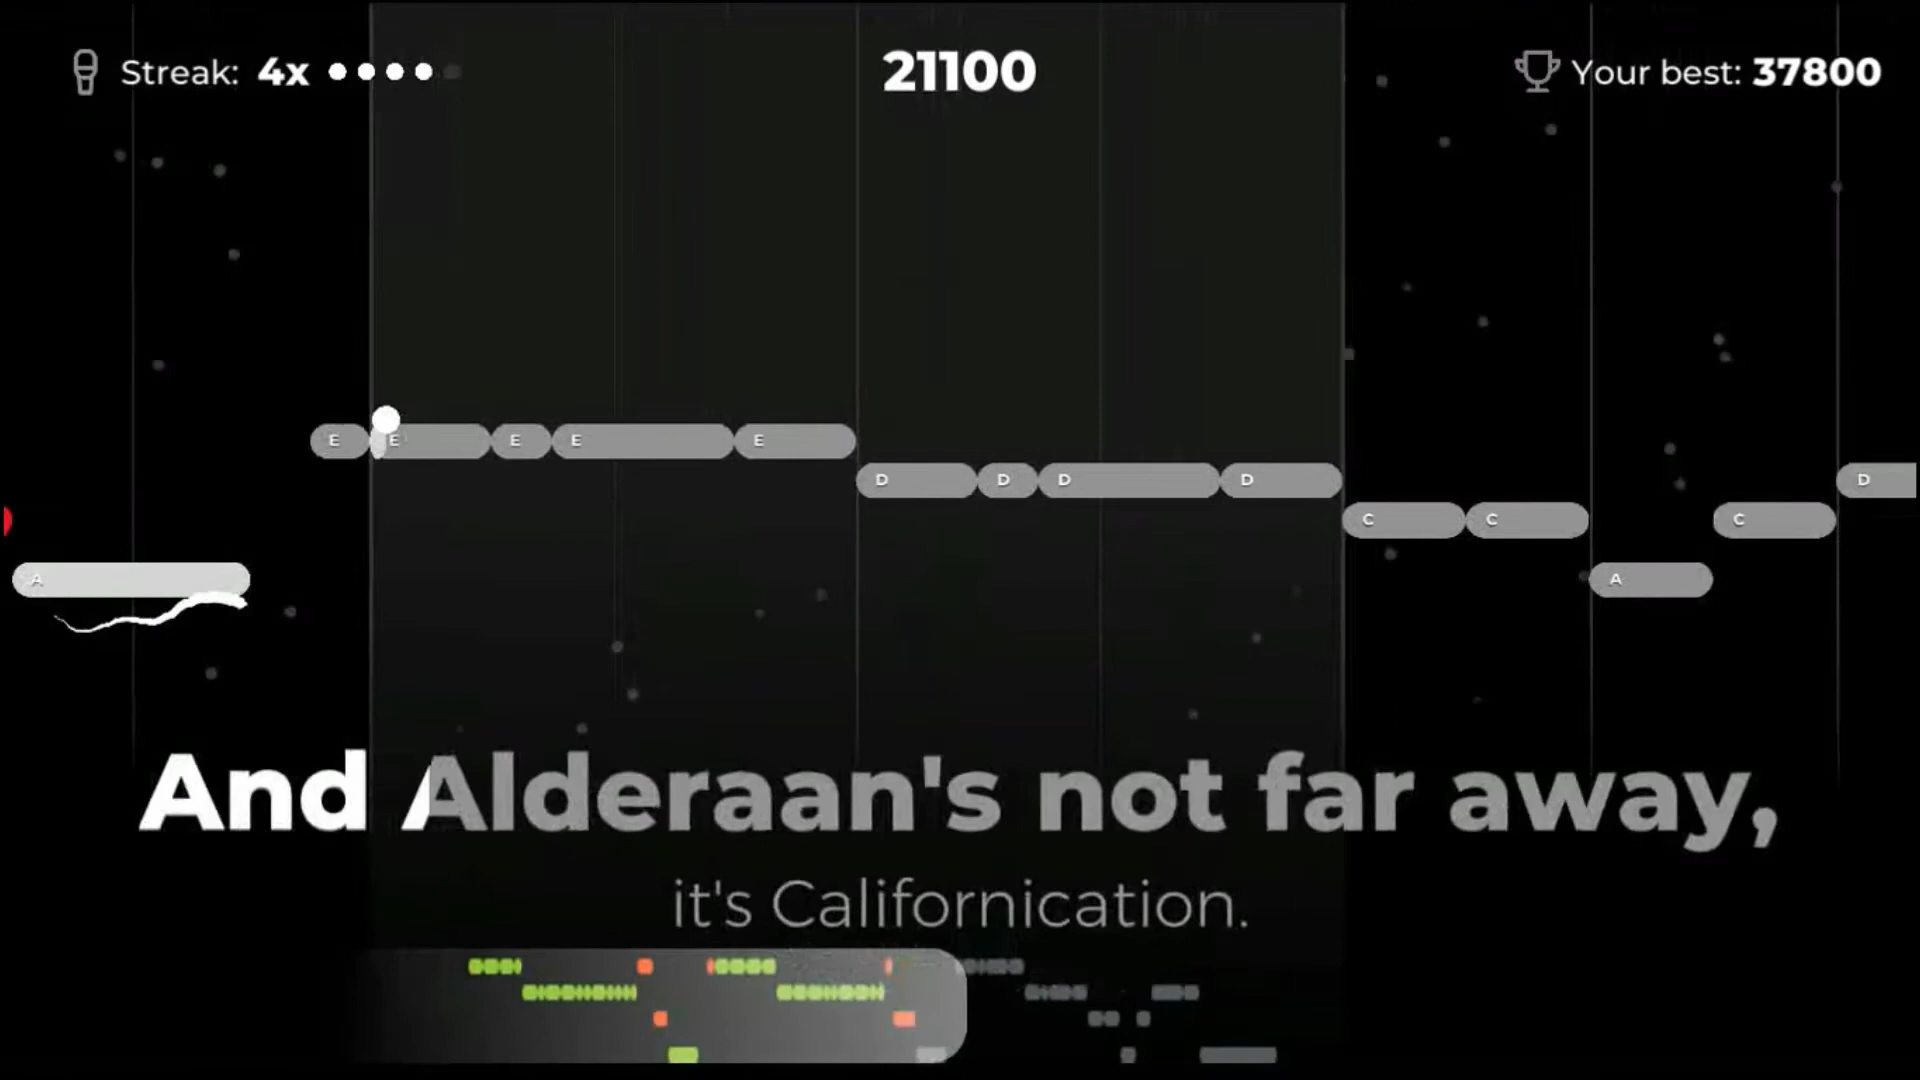 Streak: 4x
21100
Your best: 37800
E E E E E
D D D D D
C C C
A A
And Alderaan's not far away,
it's Californication.